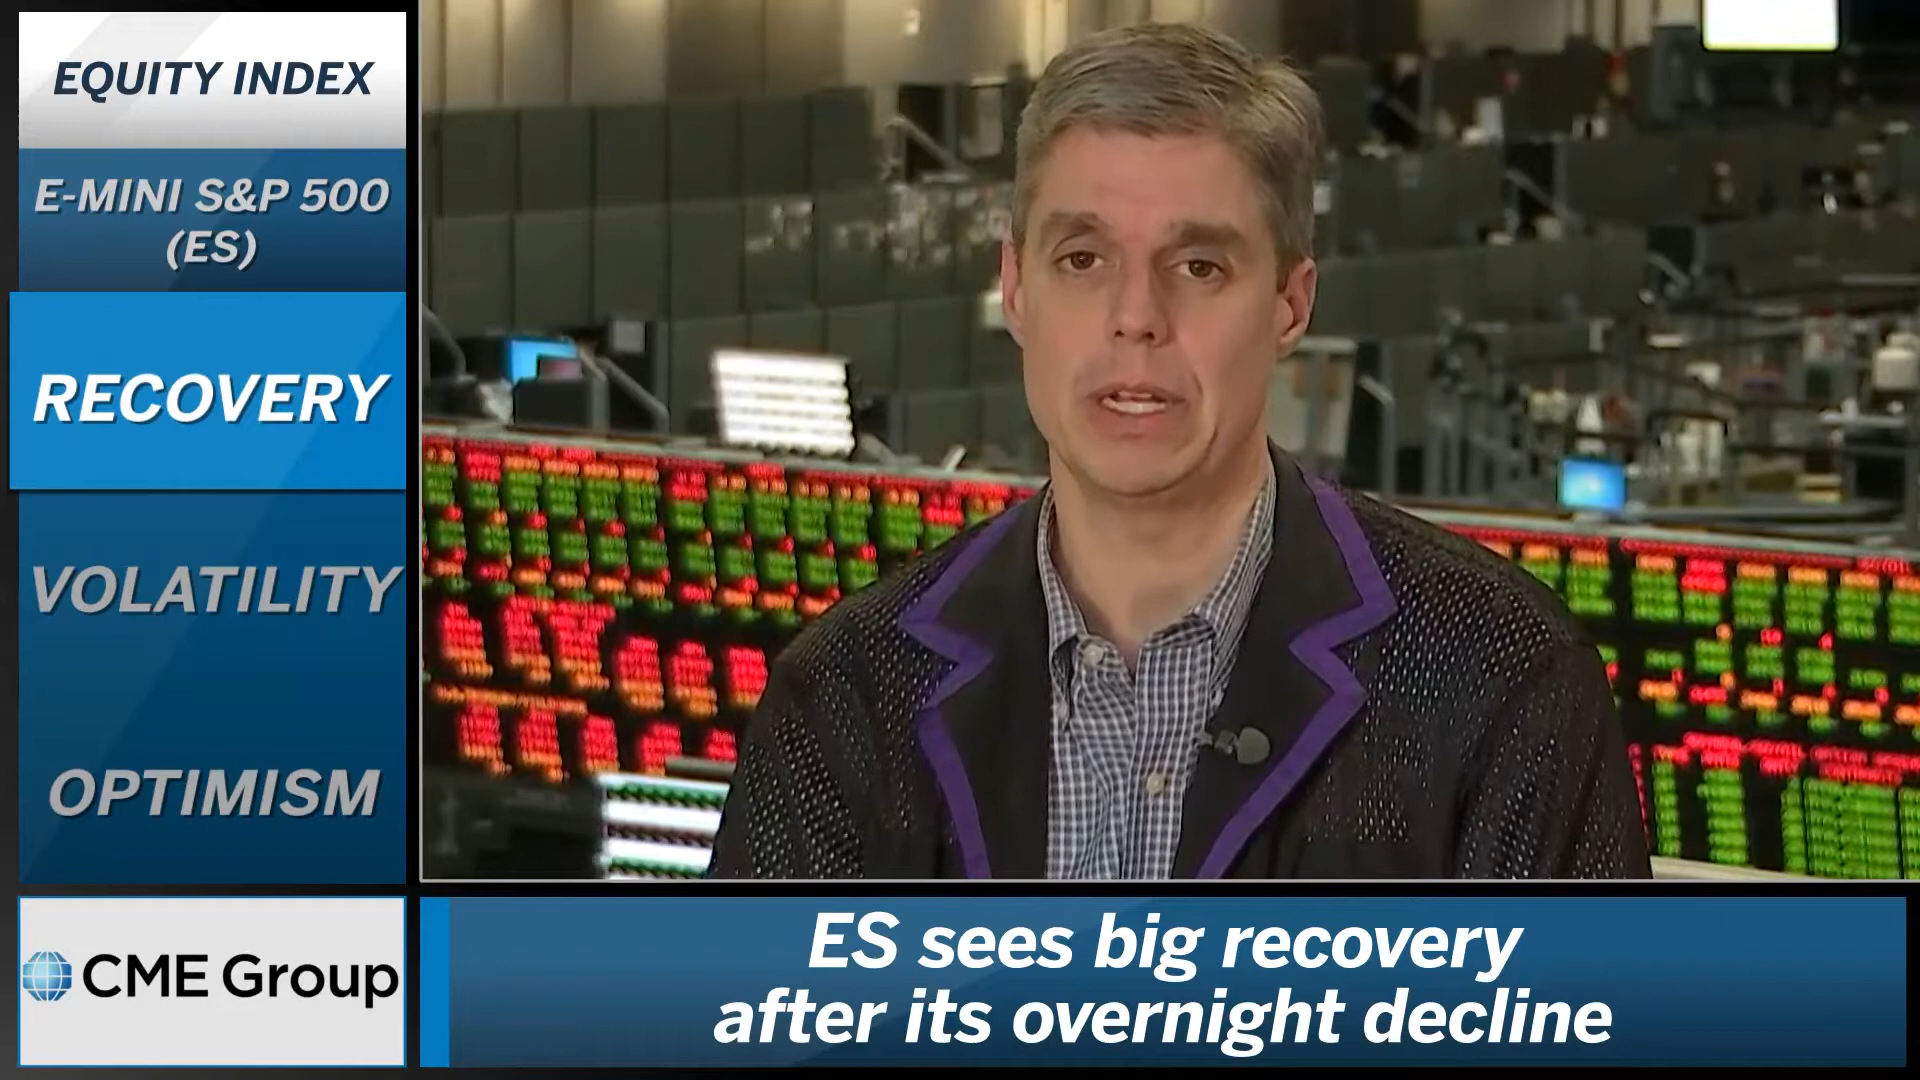 EQUITY INDEX
E-MINI S&P 500
(ES)
RECOVERY
VOLATILITY
OPTIMISM
CME Group
ES sees big recovery
after its overnight decline